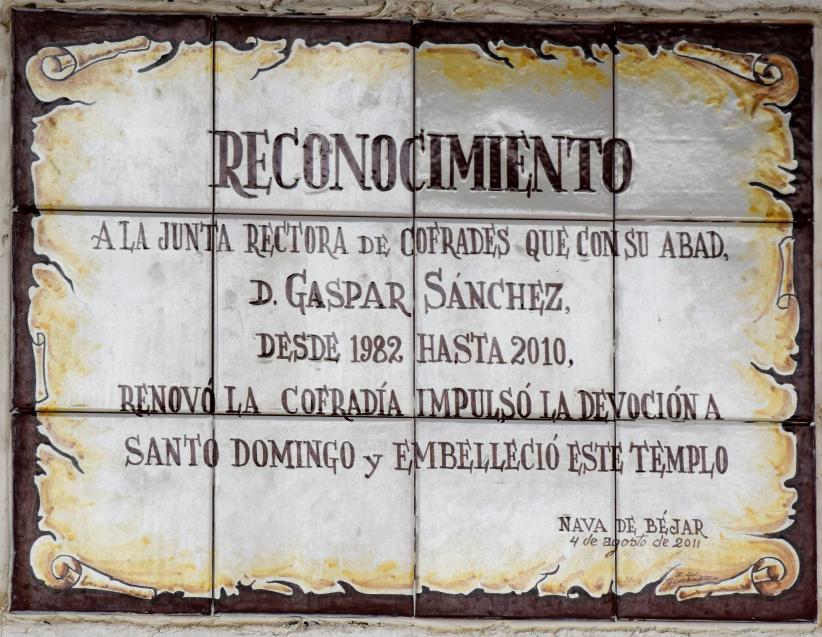 RECONOCIMIENTO
A LA JUNTA RECTORA DE COFRADES QUE CON SU ABAD,
D. GASPAR SÁNCHEZ,
DESDE 1982 HASTA 2010,
RENOVÓ LA COFRADÍA IMPULSÓ LA DEVOCIÓN A
SANTO DOMINGO y EMBELLECIÓ ESTE TEMPLO
NAVA DE BÉJAR
4 de agosto de 2011